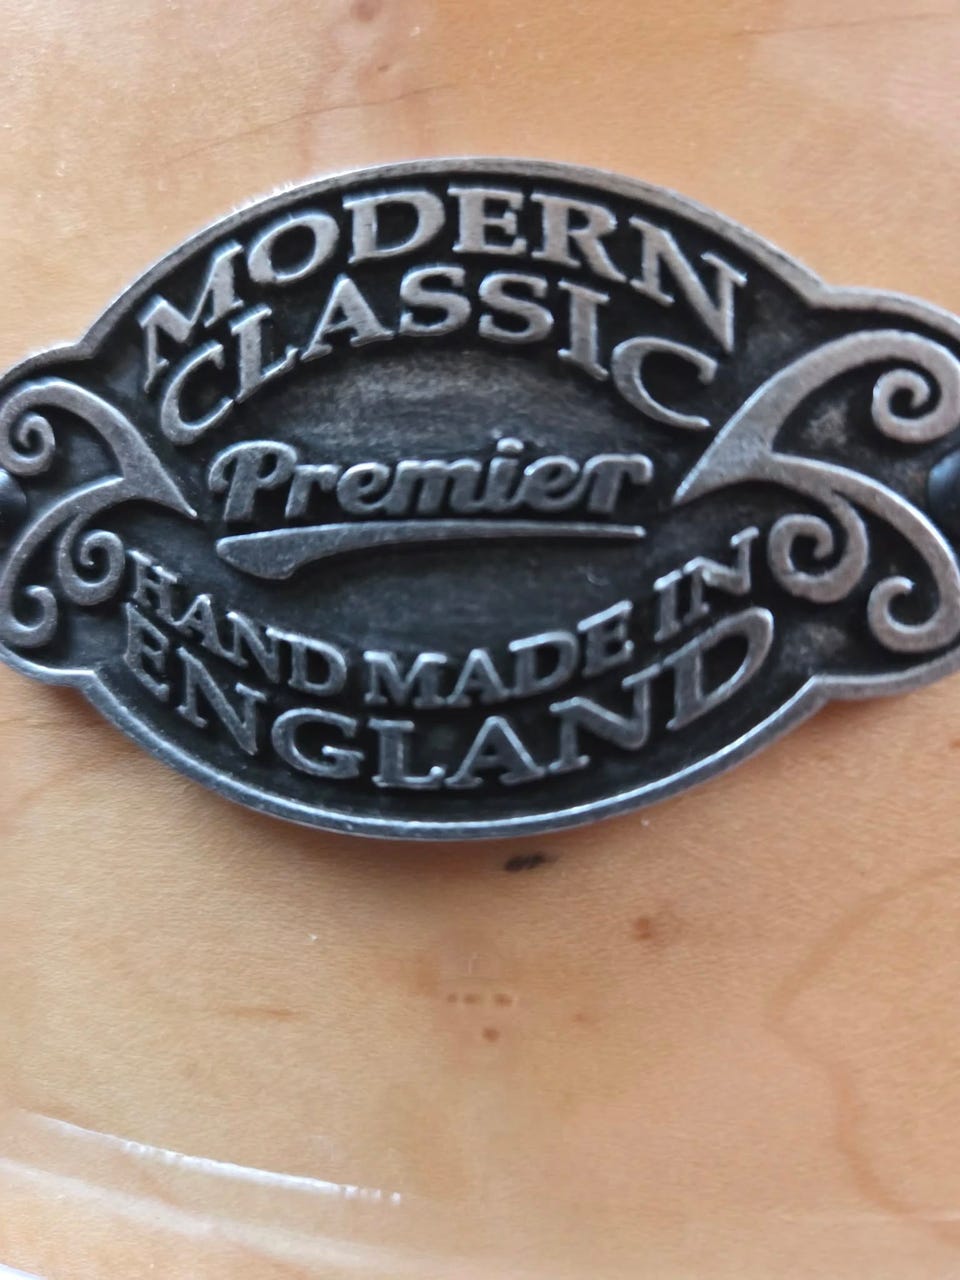 MODERN
CLASSIC
Premier
HAND MADE IN
ENGLAND